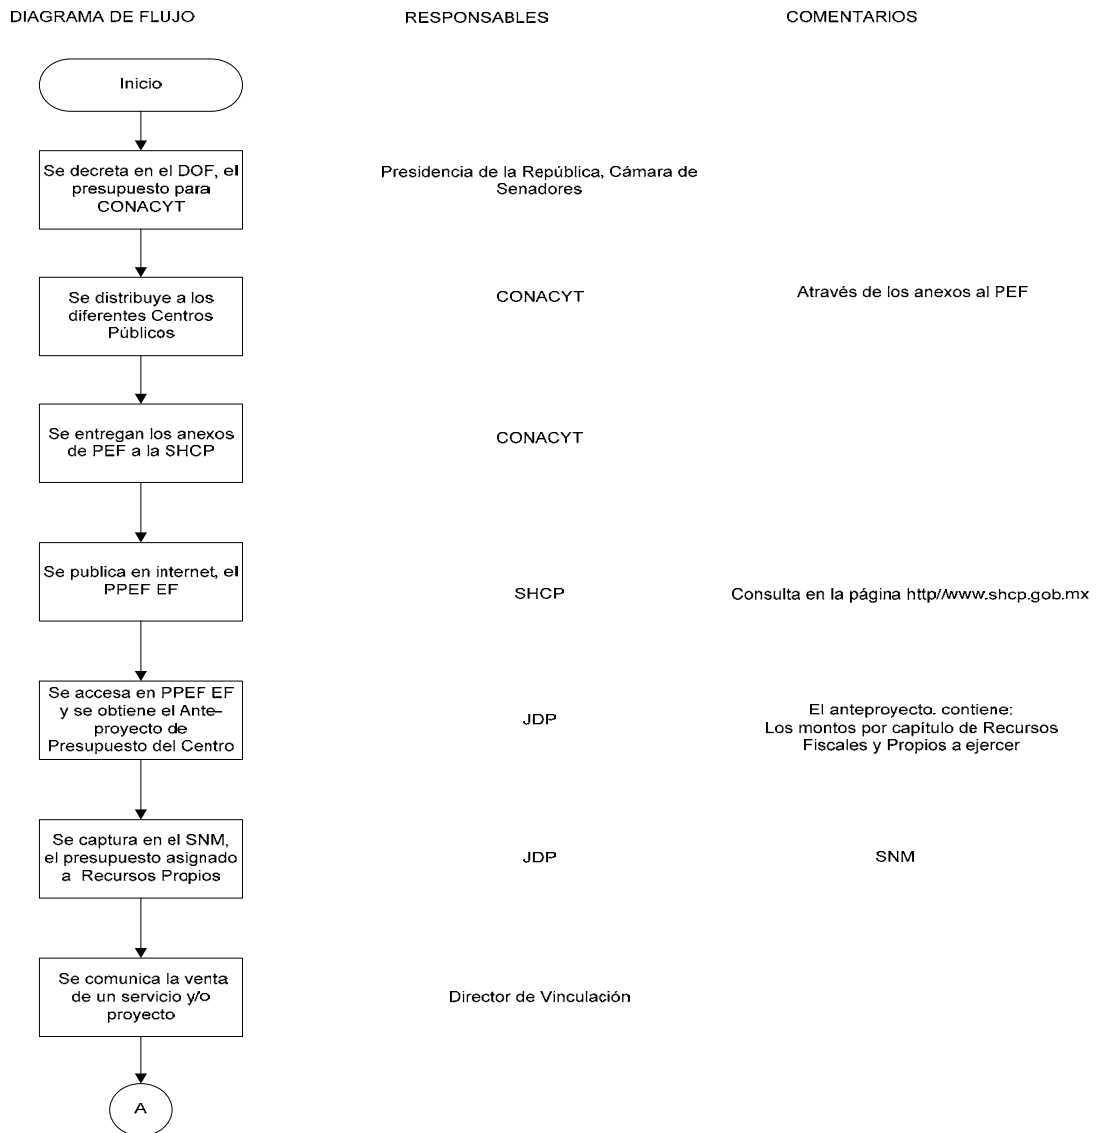 DIAGRAMA DE FLUJO
RESPONSABLES
COMENTARIOS
Inicio
Se decreta en el DOF, el
presupuesto para
CONACYT
Presidencia de la República, Cámara de
Senadores
Se distribuye a los
diferentes Centros
Públicos
CONACYT
Através de los anexos al PEF
Se entregan los anexos
de PEF a la SHCP
CONACYT
Se publica en internet, el
PPEF EF
SHCP
Consulta en la página http//www.shcp.gob.mx
Se accesa en PPEF EF
y se obtiene el Ante-
proyecto de
Presupuesto del Centro
JDP
El anteproyecto. contiene:
Los montos por capítulo de Recursos
Fiscales y Propios a ejercer
Se captura en el SNM,
el presupuesto asignado
a Recursos Propios
JDP
SNM
Se comunica la venta
de un servicio y/o
proyecto
Director de Vinculación
A